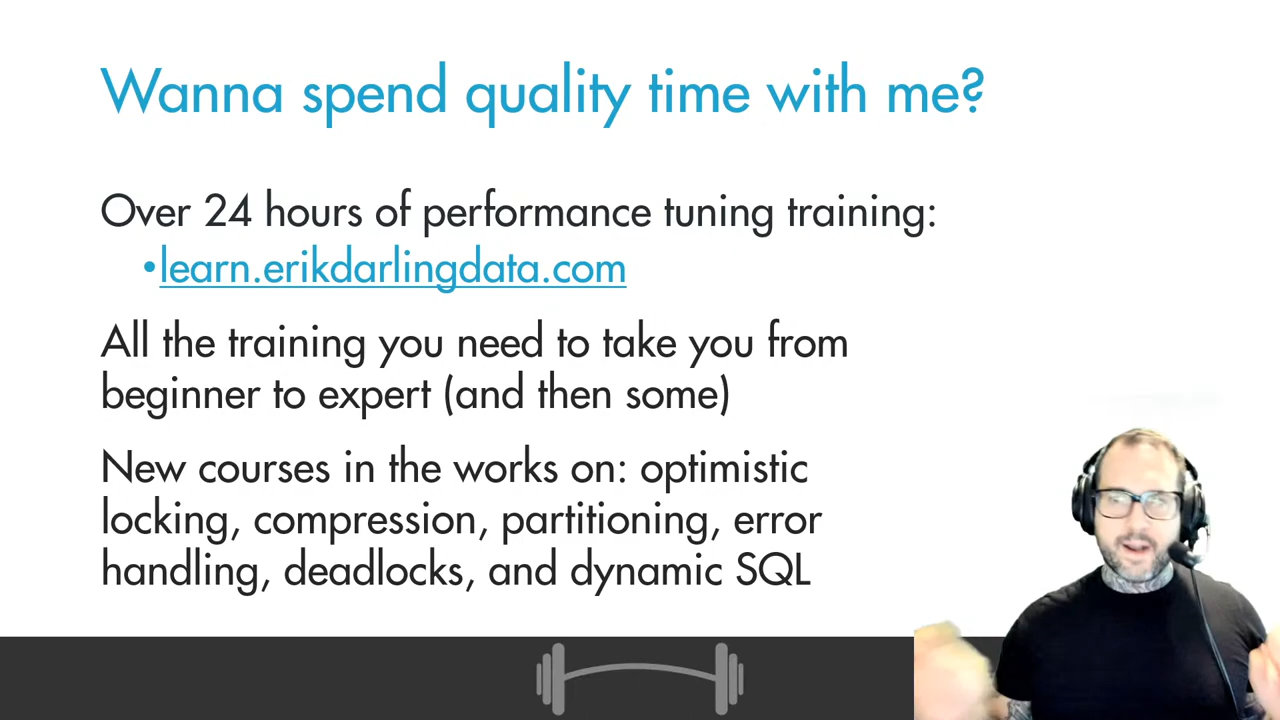 Wanna spend quality time with me?
Over 24 hours of performance tuning training:
•learn.erikdarlingdata.com
All the training you need to take you from
beginner to expert (and then some)
New courses in the works on: optimistic
locking, compression, partitioning, error
handling, deadlocks, and dynamic SQL